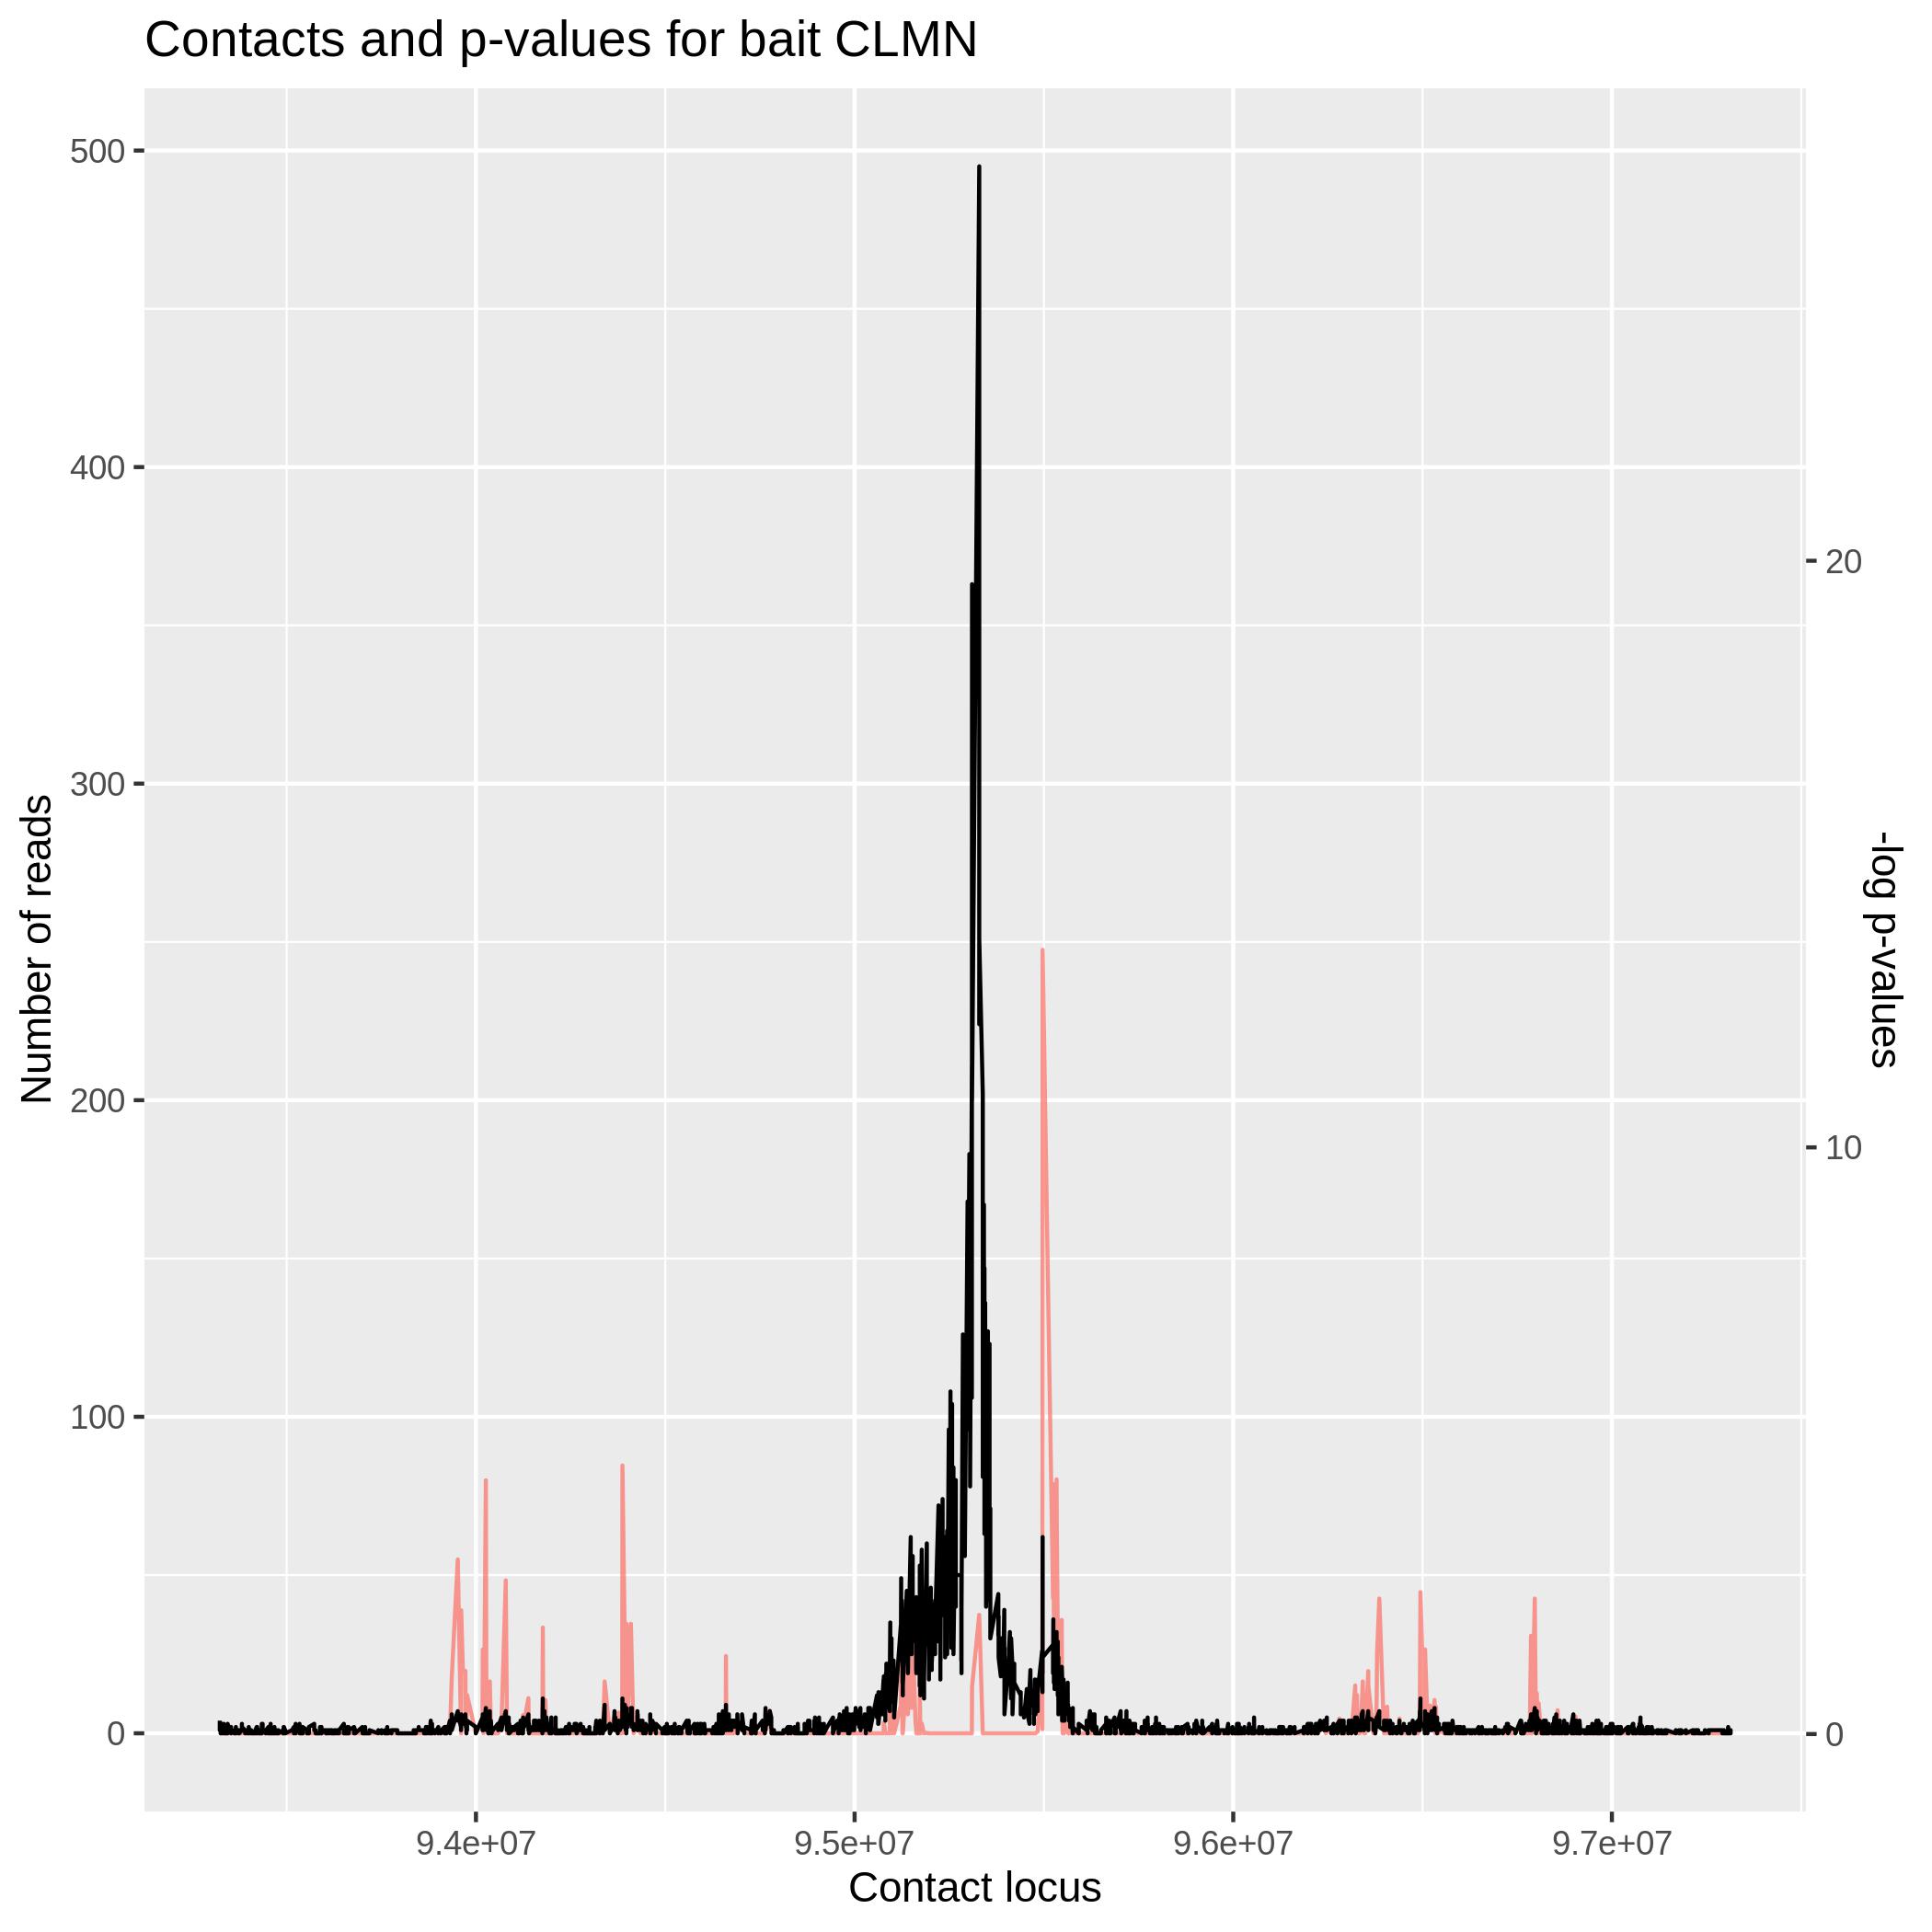 Contacts and p-values for bait CLMN
500
400
300
200
100
0
Number of reads
20
10
0
-log p-values
9.4e+07
9.5e+07
9.6e+07
9.7e+07
Contact locus